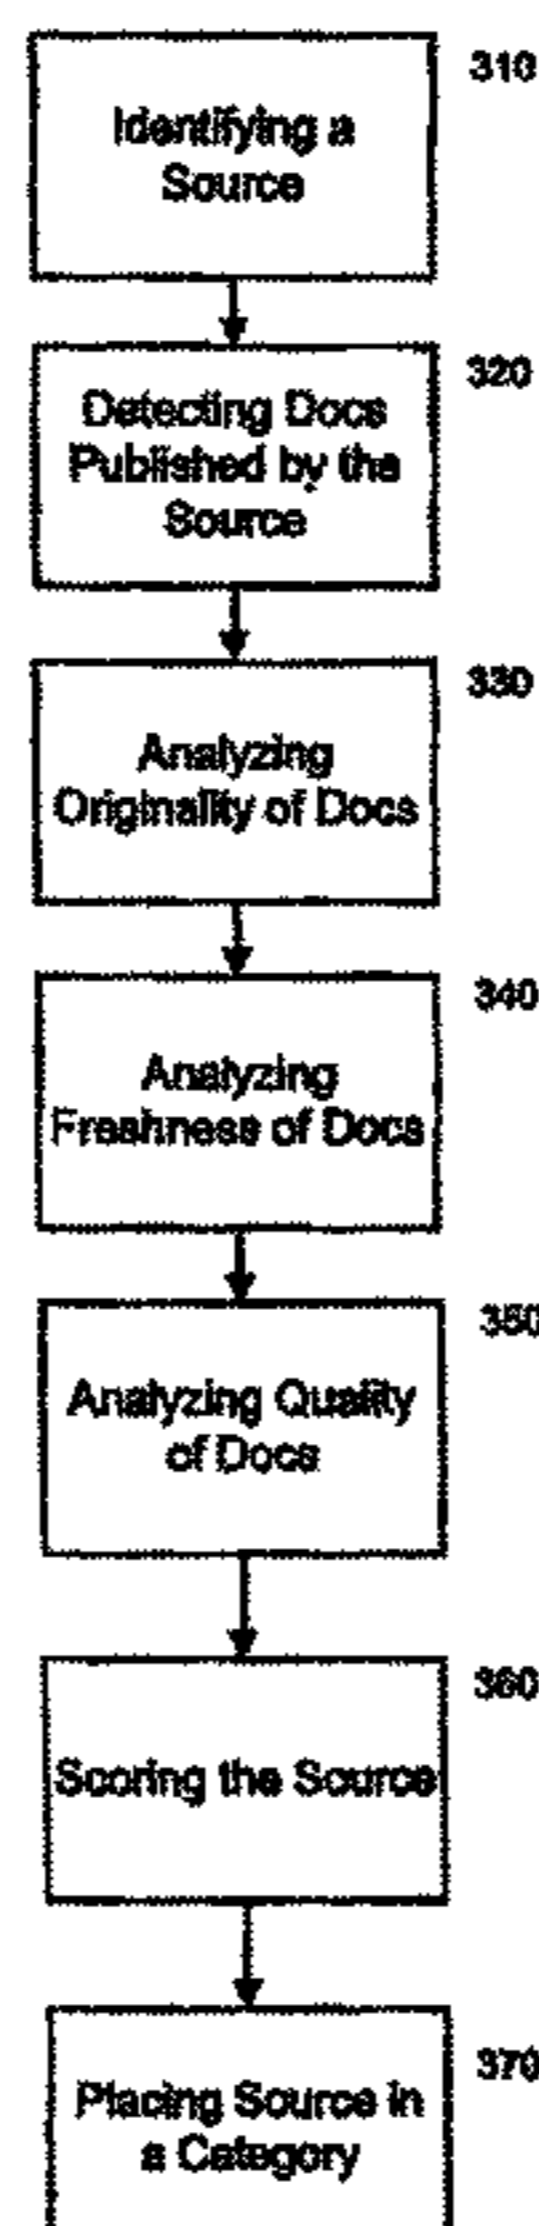 310
Identifying a
Source
320
Detecting Docs
Published by the
Source
330
Analyzing
Originality of Docs
340
Analyzing
Freshness of Docs
350
Analyzing Quality
of Docs
360
Scoring the Source
370
Placing Source in
a Category